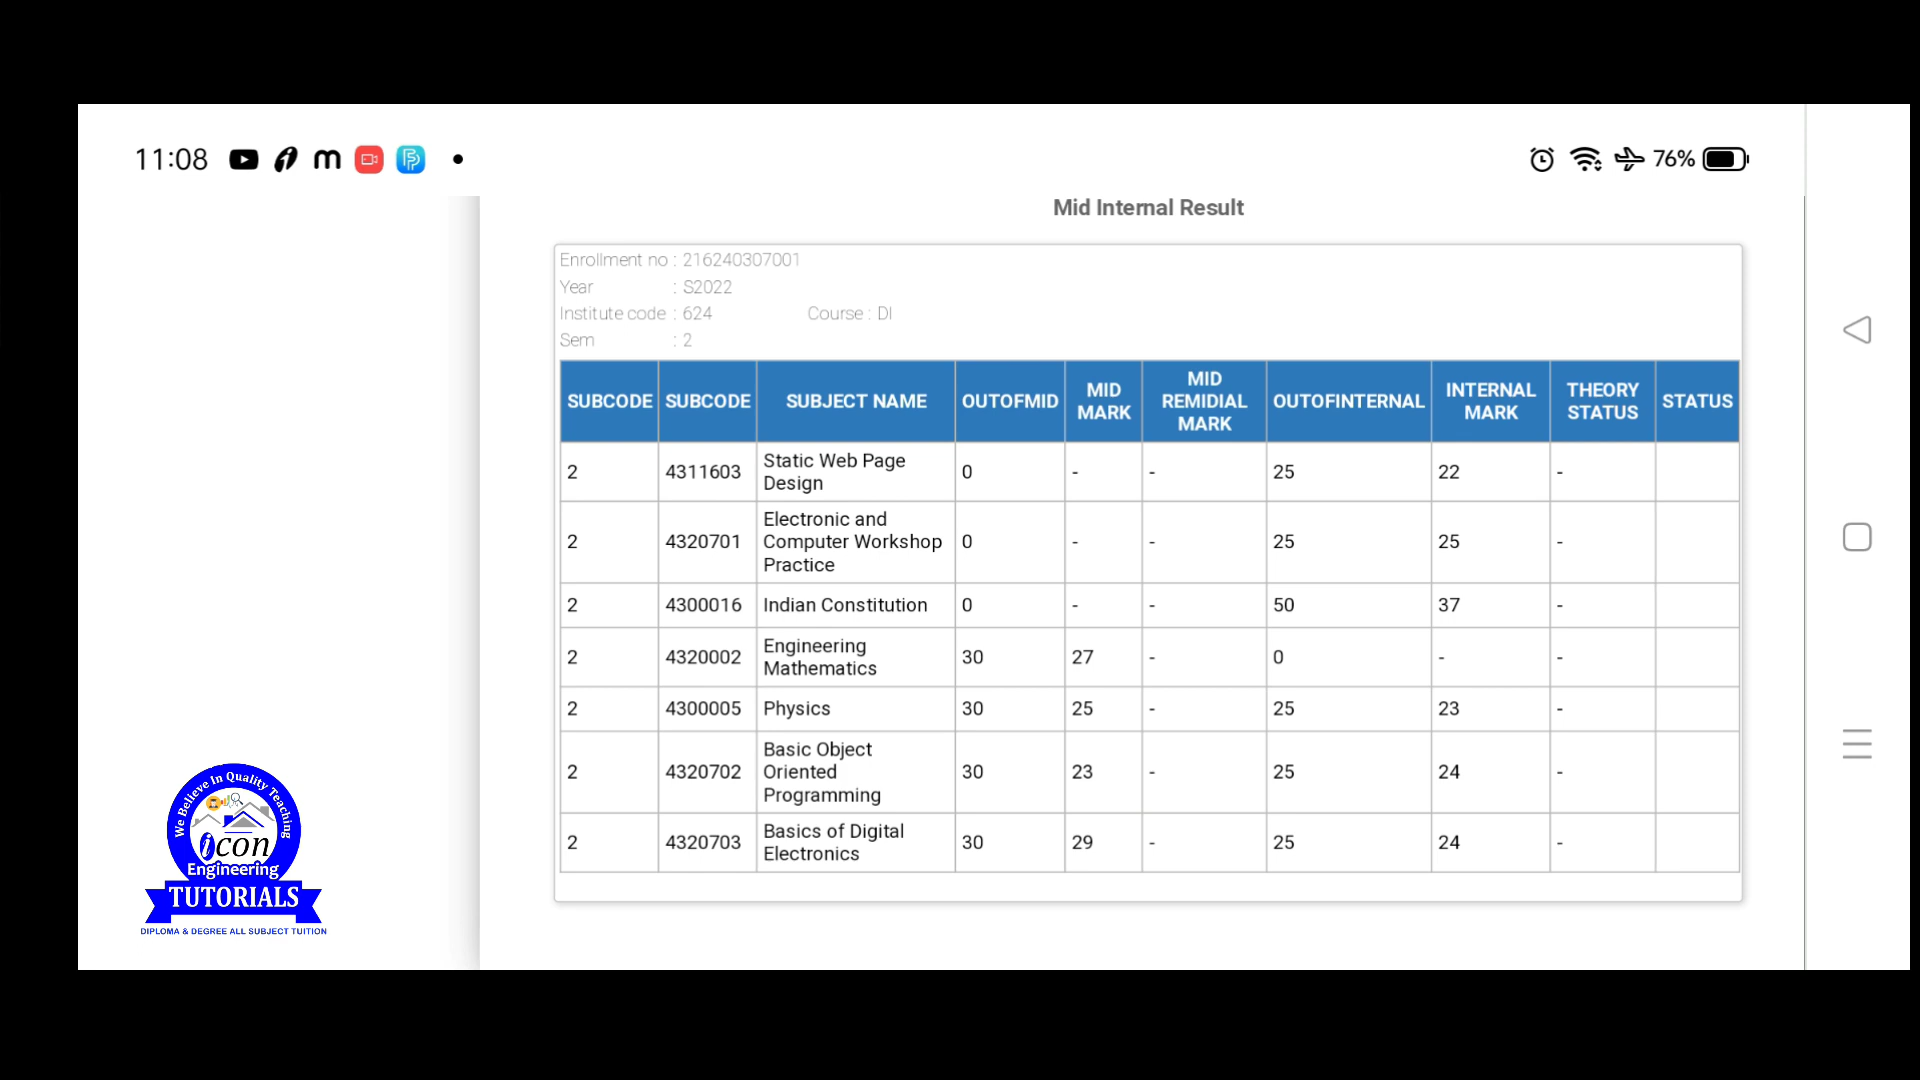 11:08
76%
Mid Internal Result
Enrollment no : 216240307001
Year : S2022
Institute code : 624 Course : DI
Sem : 2
SUBCODE SUBCODE SUBJECT NAME OUTOFMID MID MARK MID REMIDIAL MARK OUTOFINTERNAL INTERNAL MARK THEORY STATUS STATUS
2 4311603 Static Web Page Design 0 - - 25 22 -
2 4320701 Electronic and Computer Workshop Practice 0 - - 25 25 -
2 4300016 Indian Constitution 0 - - 50 37 -
2 4320002 Engineering Mathematics 30 27 - 0 - -
2 4300005 Physics 30 25 - 25 23 -
2 4320702 Basic Object Oriented Programming 30 23 - 25 24 -
2 4320703 Basics of Digital Electronics 30 29 - 25 24 -
We Believe In Quality Teaching
icon
Engineering
TUTORIALS
DIPLOMA & DEGREE ALL SUBJECT TUITION